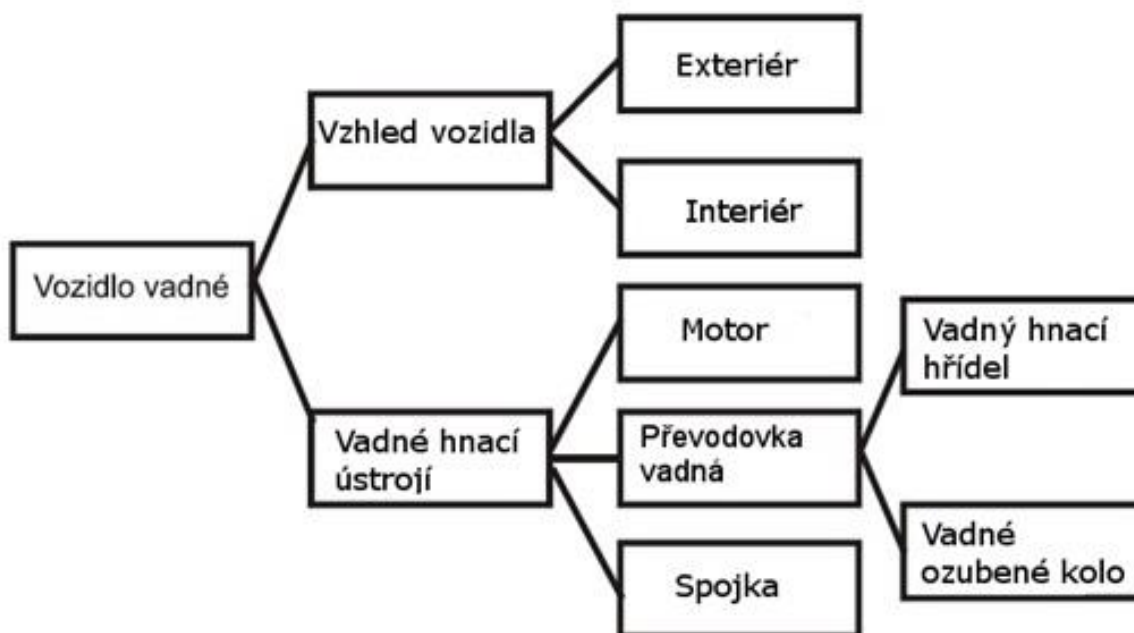 Vozidlo vadné
Vzhled vozidla
Exteriér
Interiér
Vadné hnací
ústrojí
Motor
Převodovka
vadná
Spojka
Vadný hnací
hřídel
Vadné
ozubené kolo